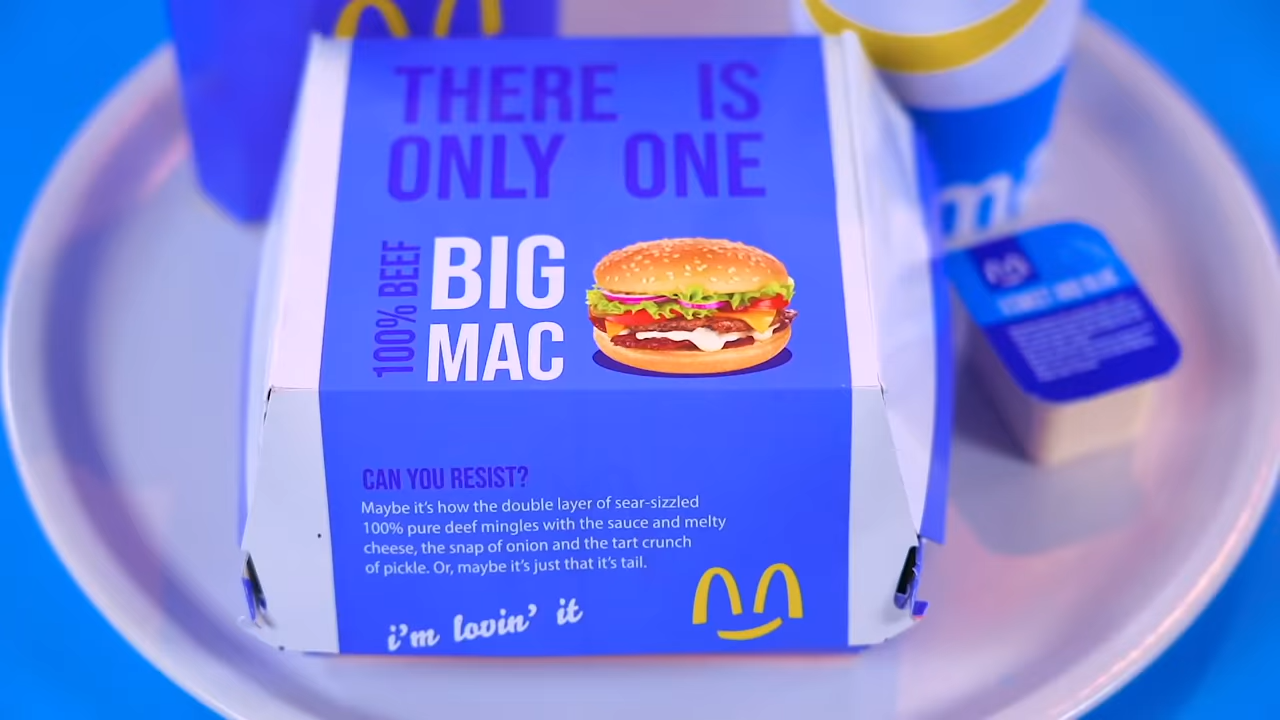 THERE IS
ONLY ONE
100% BEEF
BIG
MAC
CAN YOU RESIST?
Maybe it's how the double layer of sear-sizzled
100% pure deef mingles with the sauce and melty
cheese, the snap of onion and the tart crunch
of pickle. Or, maybe it's just that it's tail.
i'm lovin' it